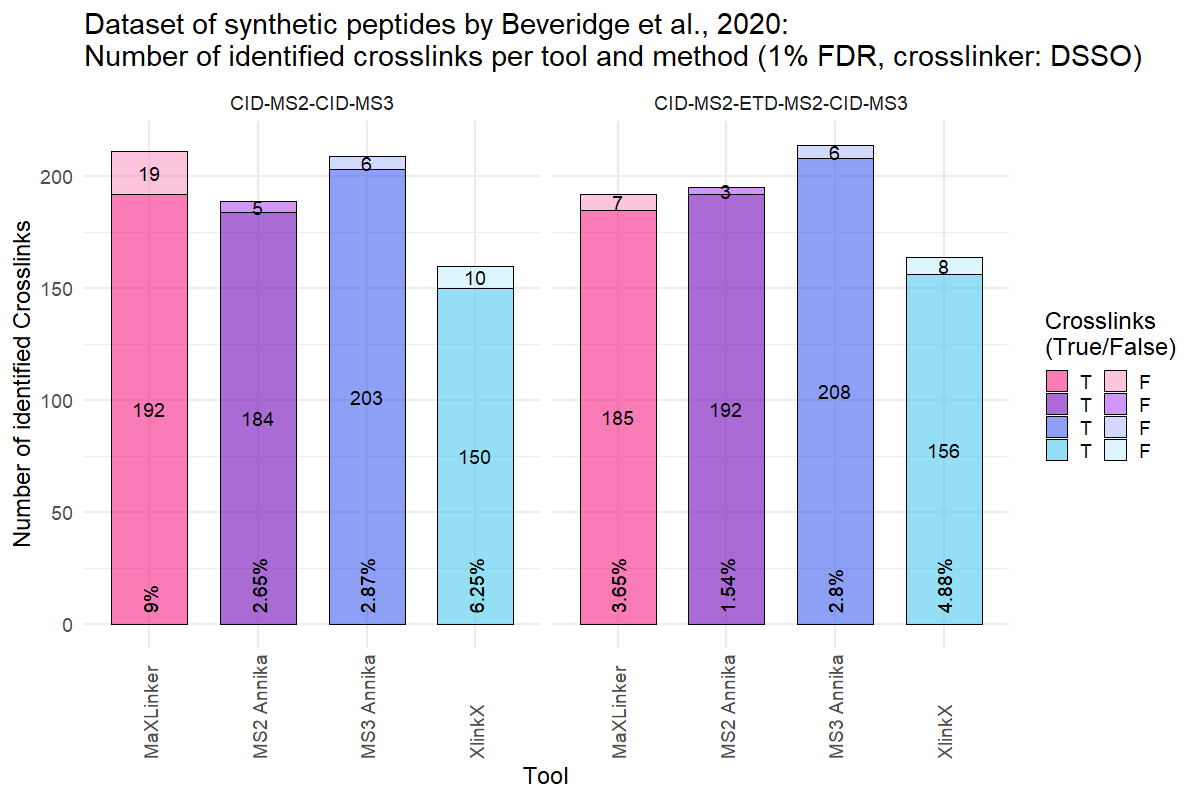 Dataset of synthetic peptides by Beveridge et al., 2020:
Number of identified crosslinks per tool and method (1% FDR, crosslinker: DSSO)
CID-MS2-CID-MS3
CID-MS2-ETD-MS2-CID-MS3
Number of identified Crosslinks
200
150
100
50
0
19
192
9%
5
184
2.65%
6
203
2.87%
10
150
6.25%
7
185
3.65%
3
192
1.54%
6
208
2.8%
8
156
4.88%
MaXLinker
MS2 Annika
MS3 Annika
XlinkX
MaXLinker
MS2 Annika
MS3 Annika
XlinkX
Tool
Crosslinks
(True/False)
T F
T F
T F
T F